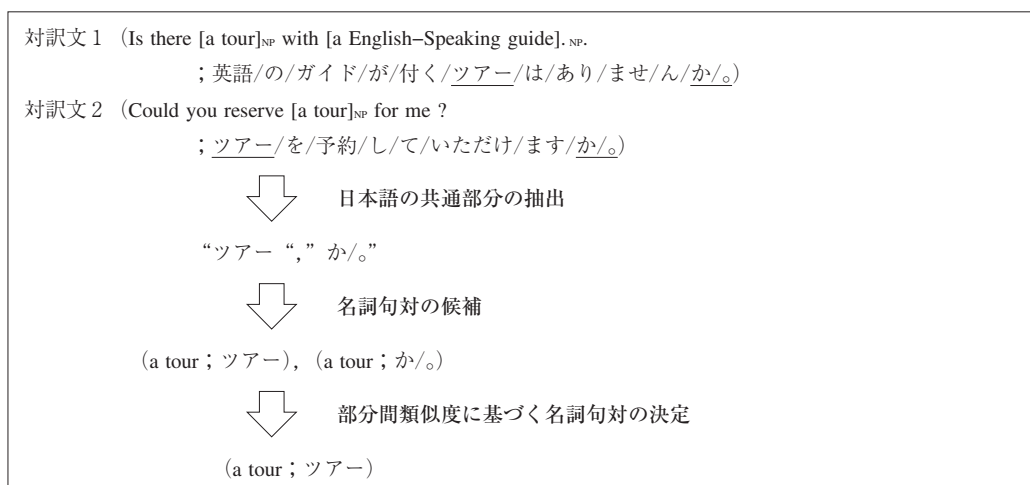 対訳文1 (Is there [a tour]NP with [a English–Speaking guide]. NP.
；英語/の/ガイド/が/付く/ツアー/は/あり/ませ/ん/か/。)
対訳文2 (Could you reserve [a tour]NP for me ?
；ツアー/を/予約/し/て/いただけ/ます/か/。)
日本語の共通部分の抽出
“ツアー “，” か/。”
名詞句対の候補
(a tour；ツアー)，(a tour；か/。)
部分間類似度に基づく名詞句対の決定
(a tour；ツアー)